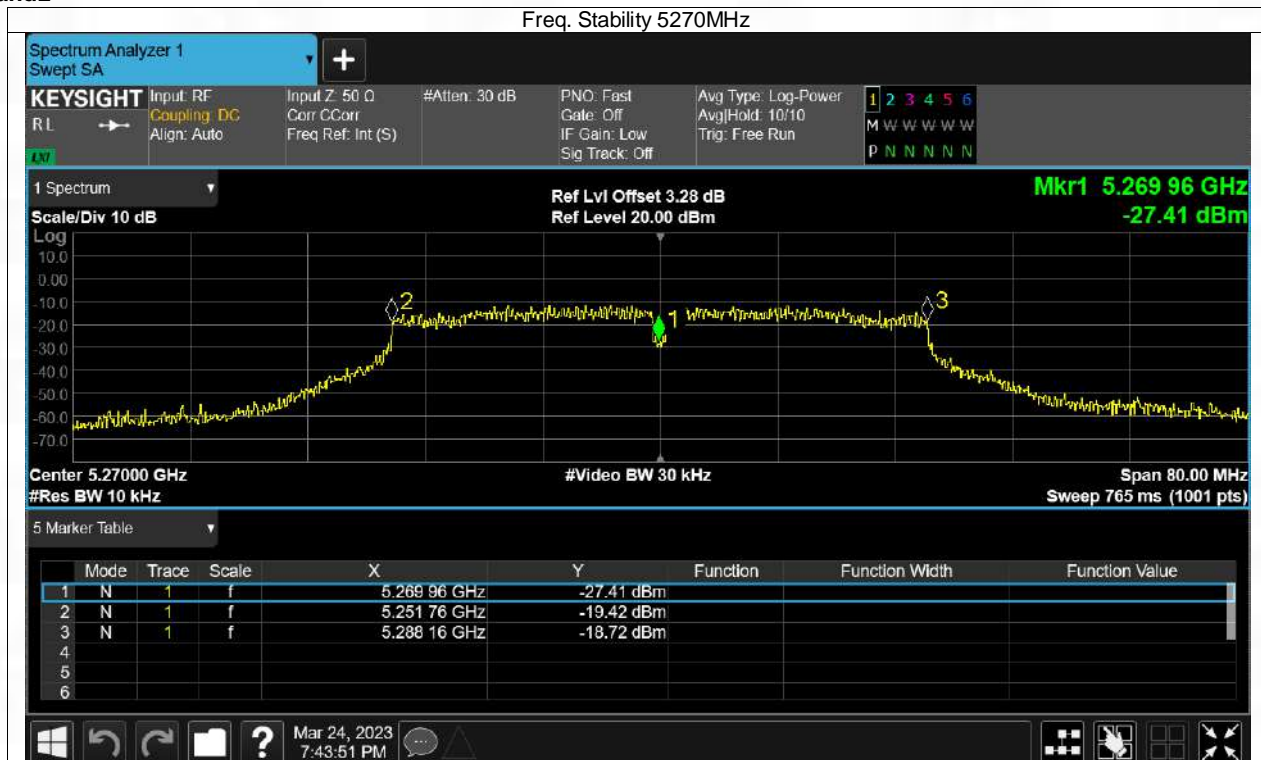 Freq. Stability 5270MHz
Spectrum Analyzer 1
Swept SA
+
KEYSIGHT
RL
LXI
Input: RF
Coupling: DC
Align: Auto
Input Z: 50 Ω
Corr CCorr
Freq Ref: Int (S)
#Atten: 30 dB
PNO: Fast
Gate: Off
IF Gain: Low
Sig Track: Off
Avg Type: Log-Power
Avg|Hold: 10/10
Trig: Free Run
1 2 3 4 5 6
M W W W W W
P N N N N N
1 Spectrum
Scale/Div 10 dB
Ref Lvl Offset 3.28 dB
Ref Level 20.00 dBm
Mkr1 5.269 96 GHz
-27.41 dBm
Log
10.0
0.00
-10.0
-20.0
-30.0
-40.0
-50.0
-60.0
-70.0
2
1
3
Center 5.27000 GHz
#Video BW 30 kHz
Span 80.00 MHz
#Res BW 10 kHz
Sweep 765 ms (1001 pts)
5 Marker Table
Mode Trace Scale X Y Function Function Width Function Value
1 N 1 f 5.269 96 GHz -27.41 dBm
2 N 1 f 5.251 76 GHz -19.42 dBm
3 N 1 f 5.288 16 GHz -18.72 dBm
4
5
6
?
Mar 24, 2023
7:43:51 PM